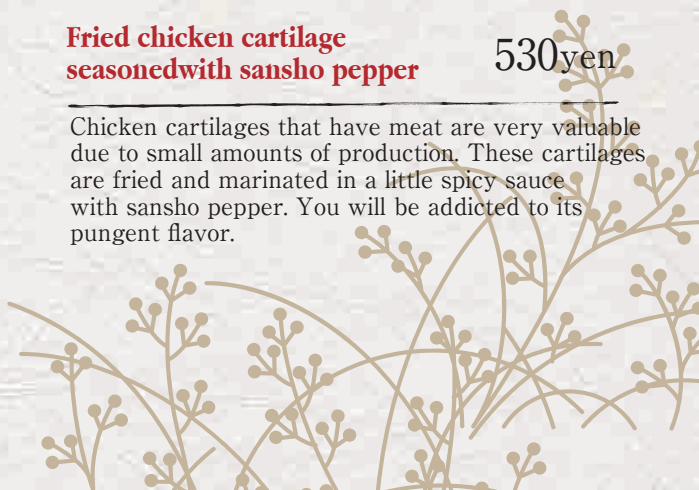 Fried chicken cartilage
seasonedwith sansho pepper
530yen
Chicken cartilages that have meat are very valuable
due to small amounts of production. These cartilages
are fried and marinated in a little spicy sauce
with sansho pepper. You will be addicted to its
pungent flavor.